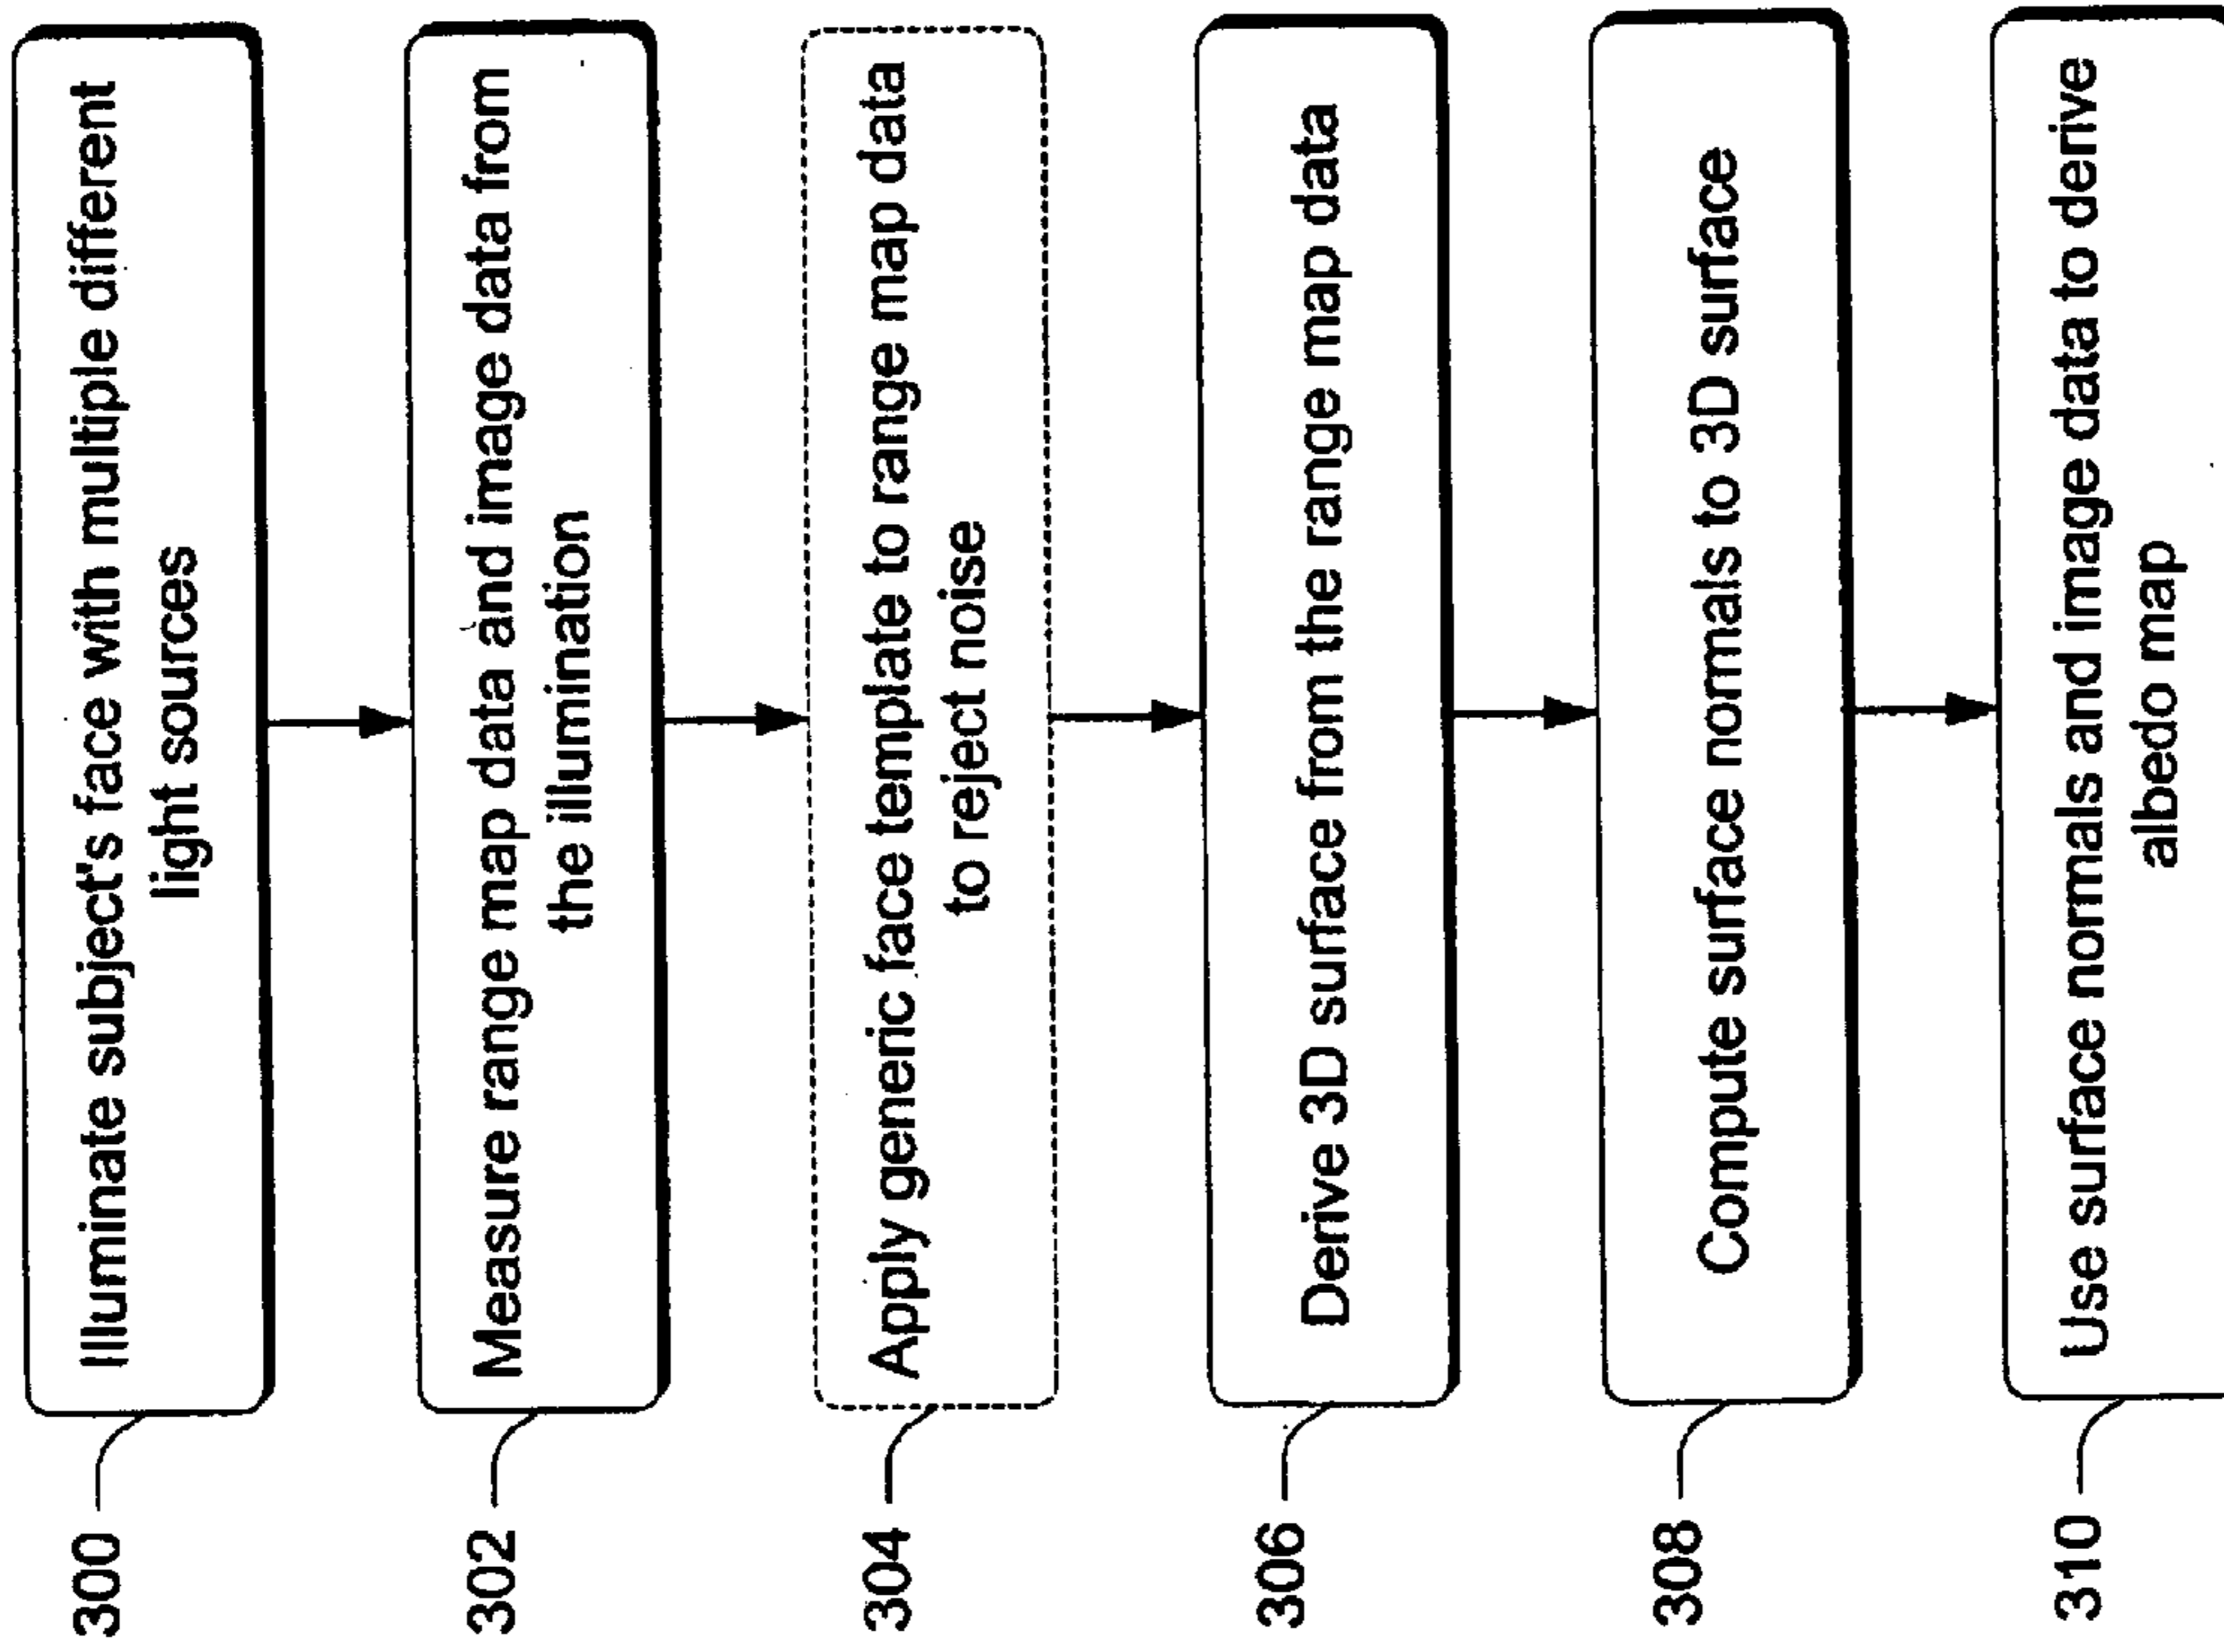 300
Illuminate subject's face with multiple different
light sources
302
Measure range map data and image data from
the illumination
304
Apply generic face template to range map data
to reject noise
306
Derive 3D surface from the range map data
308
Compute surface normals to 3D surface
310
Use surface normals and image data to derive
albedo map